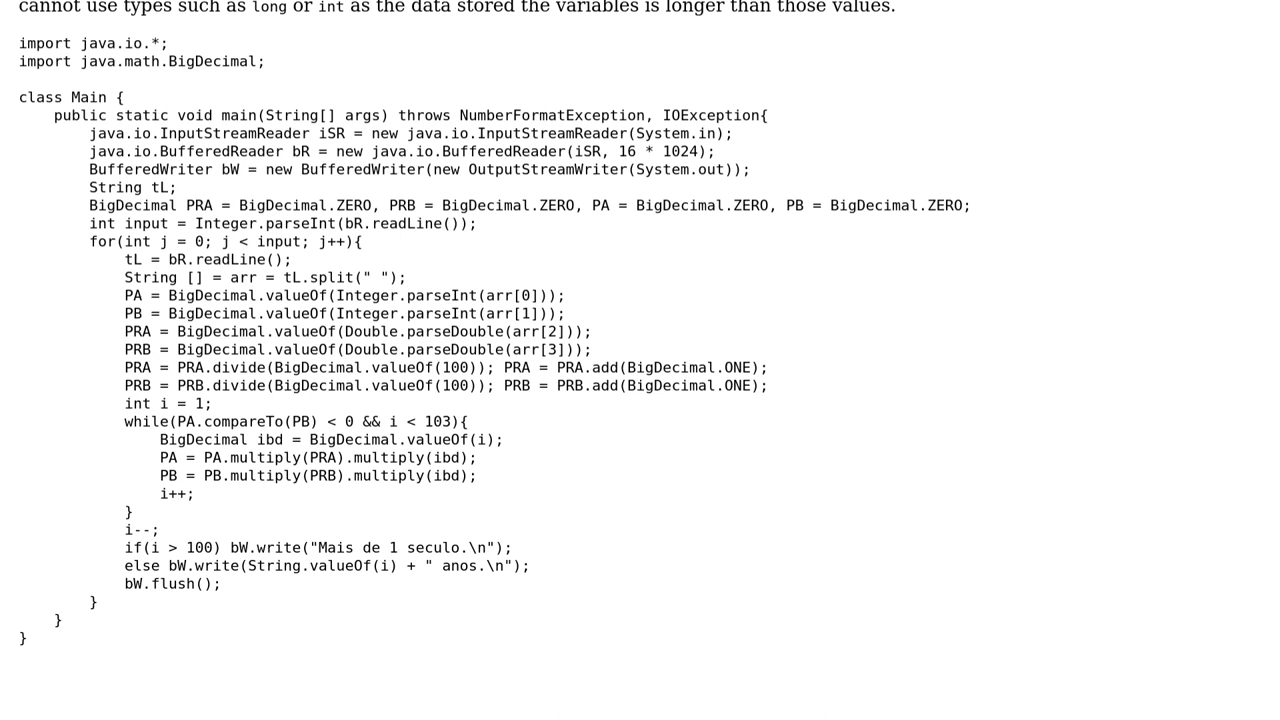 cannot use types such as long or int as the data stored the variables is longer than those values.
import java.io.*;
import java.math.BigDecimal;
class Main {
public static void main(String[] args) throws NumberFormatException, IOException{
java.io.InputStreamReader iSR = new java.io.InputStreamReader(System.in);
java.io.BufferedReader bR = new java.io.BufferedReader(iSR, 16 * 1024);
BufferedWriter bW = new BufferedWriter(new OutputStreamWriter(System.out));
String tL;
BigDecimal PRA = BigDecimal.ZERO, PRB = BigDecimal.ZERO, PA = BigDecimal.ZERO, PB = BigDecimal.ZERO;
int input = Integer.parseInt(bR.readLine());
for(int j = 0; j < input; j++){
tL = bR.readLine();
String [] = arr = tL.split(" ");
PA = BigDecimal.valueOf(Integer.parseInt(arr[0]));
PB = BigDecimal.valueOf(Integer.parseInt(arr[1]));
PRA = BigDecimal.valueOf(Double.parseDouble(arr[2]));
PRB = BigDecimal.valueOf(Double.parseDouble(arr[3]));
PRA = PRA.divide(BigDecimal.valueOf(100)); PRA = PRA.add(BigDecimal.ONE);
PRB = PRB.divide(BigDecimal.valueOf(100)); PRB = PRB.add(BigDecimal.ONE);
int i = 1;
while(PA.compareTo(PB) < 0 && i < 103){
BigDecimal ibd = BigDecimal.valueOf(i);
PA = PA.multiply(PRA).multiply(ibd);
PB = PB.multiply(PRB).multiply(ibd);
i++;
}
i--;
if(i > 100) bW.write("Mais de 1 seculo.\n");
else bW.write(String.valueOf(i) + " anos.\n");
bW.flush();
}
}
}